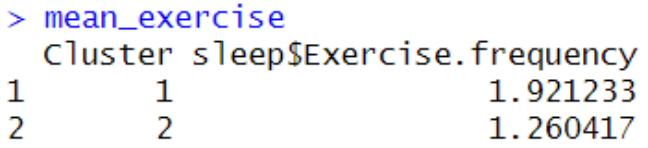 > mean_exercise
  Cluster sleep$Exercise.frequency
1       1                 1.921233
2       2                 1.260417